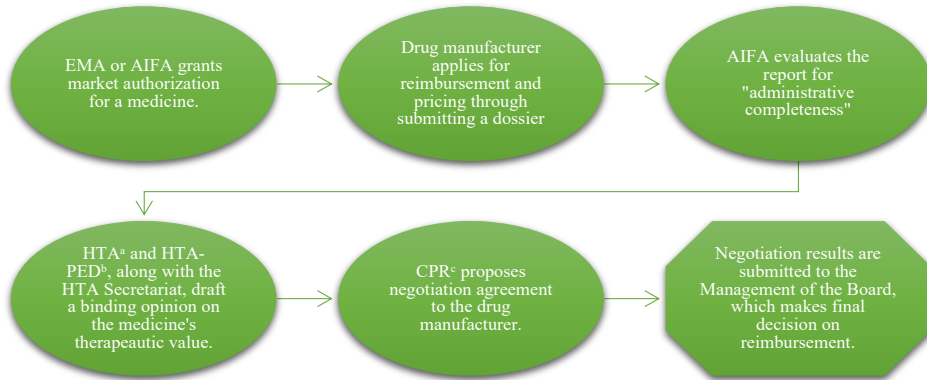 EMA or AIFA grants
market authorization
for a medicine.
Drug manufacturer
applies for
reimbursement and
pricing through
submitting a dossier
AIFA evaluates the
report for
"administrative
completeness"
HTAᵃ and HTA-
PEDᵇ, along with the
HTA Secretariat, draft
a binding opinion on
the medicine's
therapeutic value.
CPRᶜ proposes
negotiation agreement
to the drug
manufacturer.
Negotiation results are
submitted to the
Management of the Board,
which makes final
decision on
reimbursement.